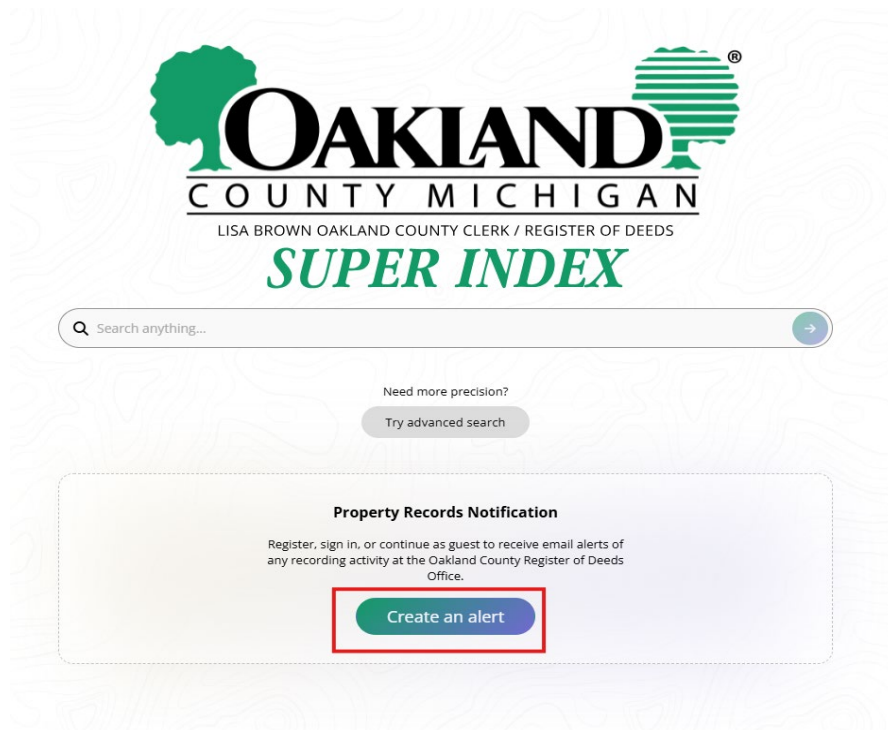 OAKLAND®
COUNTY MICHIGAN
LISA BROWN OAKLAND COUNTY CLERK / REGISTER OF DEEDS
SUPER INDEX
Search anything...
Need more precision?
Try advanced search
Property Records Notification
Register, sign in, or continue as guest to receive email alerts of
any recording activity at the Oakland County Register of Deeds
Office.
Create an alert